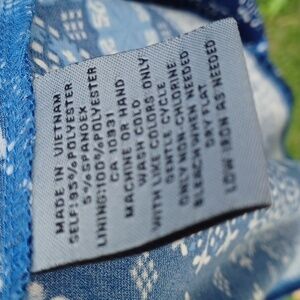 MADE IN VIETNAM
SELF:95%POLYESTER
5%SPANDEX
LINING:100%POLYESTER
CA 10931
MACHINE OR HAND
WASH COLD
WITH LIKE COLORS ONLY
GENTLE CYCLE
ONLY NON-CHLORINE
BLEACH WHEN NEEDED
DRY FLAT
LOW IRON AS NEEDED